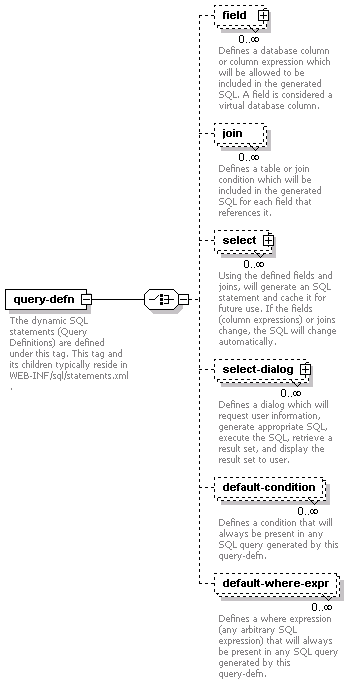 field
0..∞
Defines a database column
or column expression which
will be allowed to be
included in the generated
SQL. A field is considered a
virtual database column.
join
0..∞
Defines a table or join
condition which will be
included in the generated
SQL for each field that
references it.
select
0..∞
Using the defined fields and
joins, will generate an SQL
statement and cache it for
future use. If the fields
(column expressions) or joins
change, the SQL will change
automatically.
query-defn
Tthe dynamic SQL
statements (Query
Definitions) are defined
under this tag. This tag and
its children typically reside in
WEB-INF/sql/statements.xml
.
select-dialog
0..∞
Defines a dialog which will
request user information,
generate appropriate SQL,
execute the SQL, retrieve a
result set, and display the
result set to user.
default-condition
0..∞
Defines a condition that will
always be present in any
SQL query generated by this
query-defn.
default-where-expr
0..∞
Defines a where expression
(any arbitrary SQL
expression) that will always
be present in any SQL query
generated by this
query-defn.